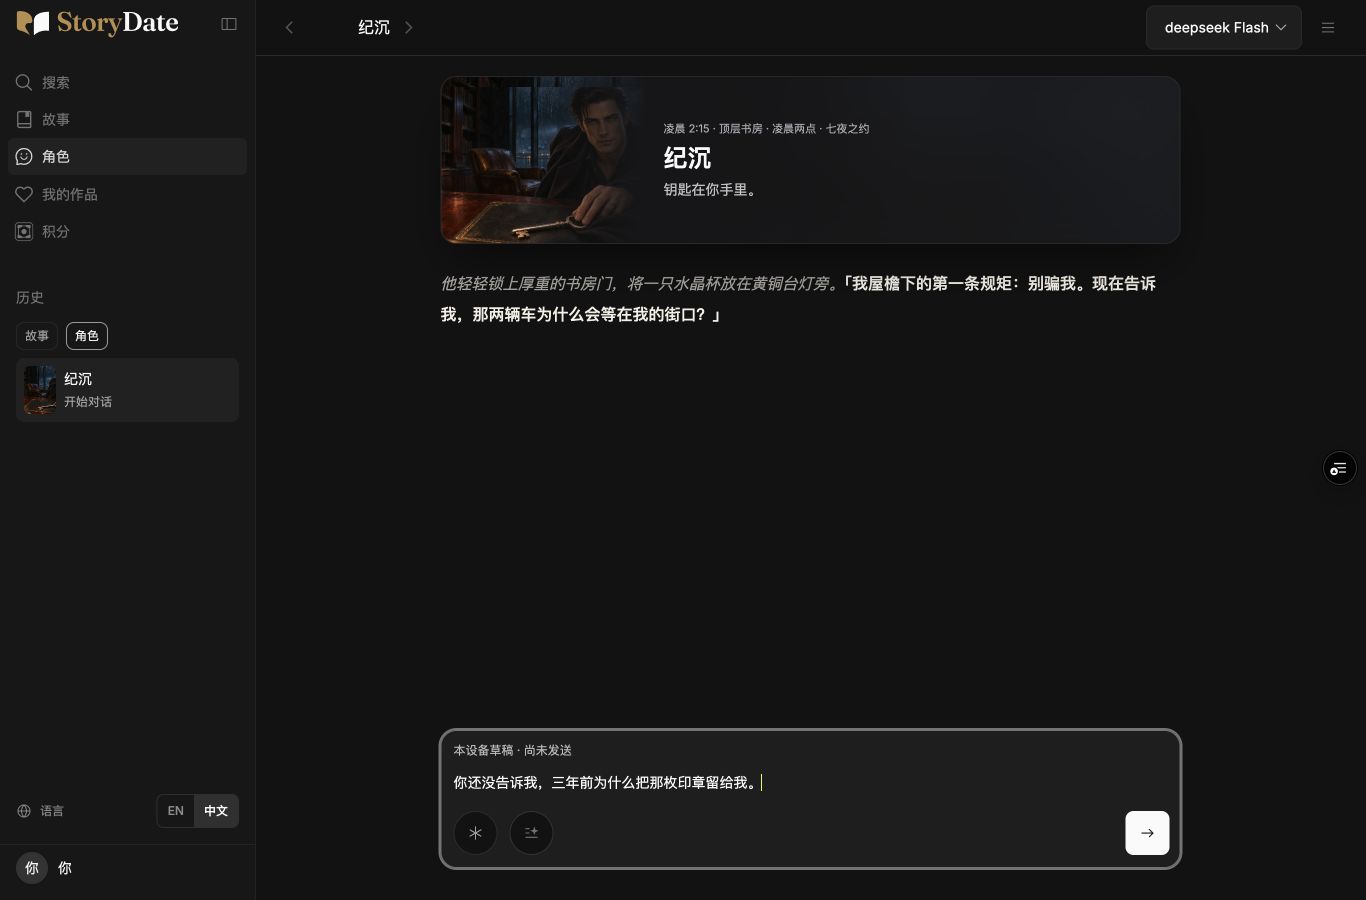 StoryDate
搜索
故事
角色
我的作品
积分
历史
故事
角色
纪沉
开始对话
语言
EN
中文
你
你
纪沉
deepseek Flash
凌晨 2:15 · 顶层书房 · 凌晨两点 · 七夜之约
纪沉
钥匙在你手里。
他轻轻锁上厚重的书房门，将一只水晶杯放在黄铜台灯旁。「我屋檐下的第一条规矩：别骗我。现在告诉
我，那两辆车为什么会等在我的街口？」
本设备草稿 · 尚未发送
你还没告诉我，三年前为什么把那枚印章留给我。